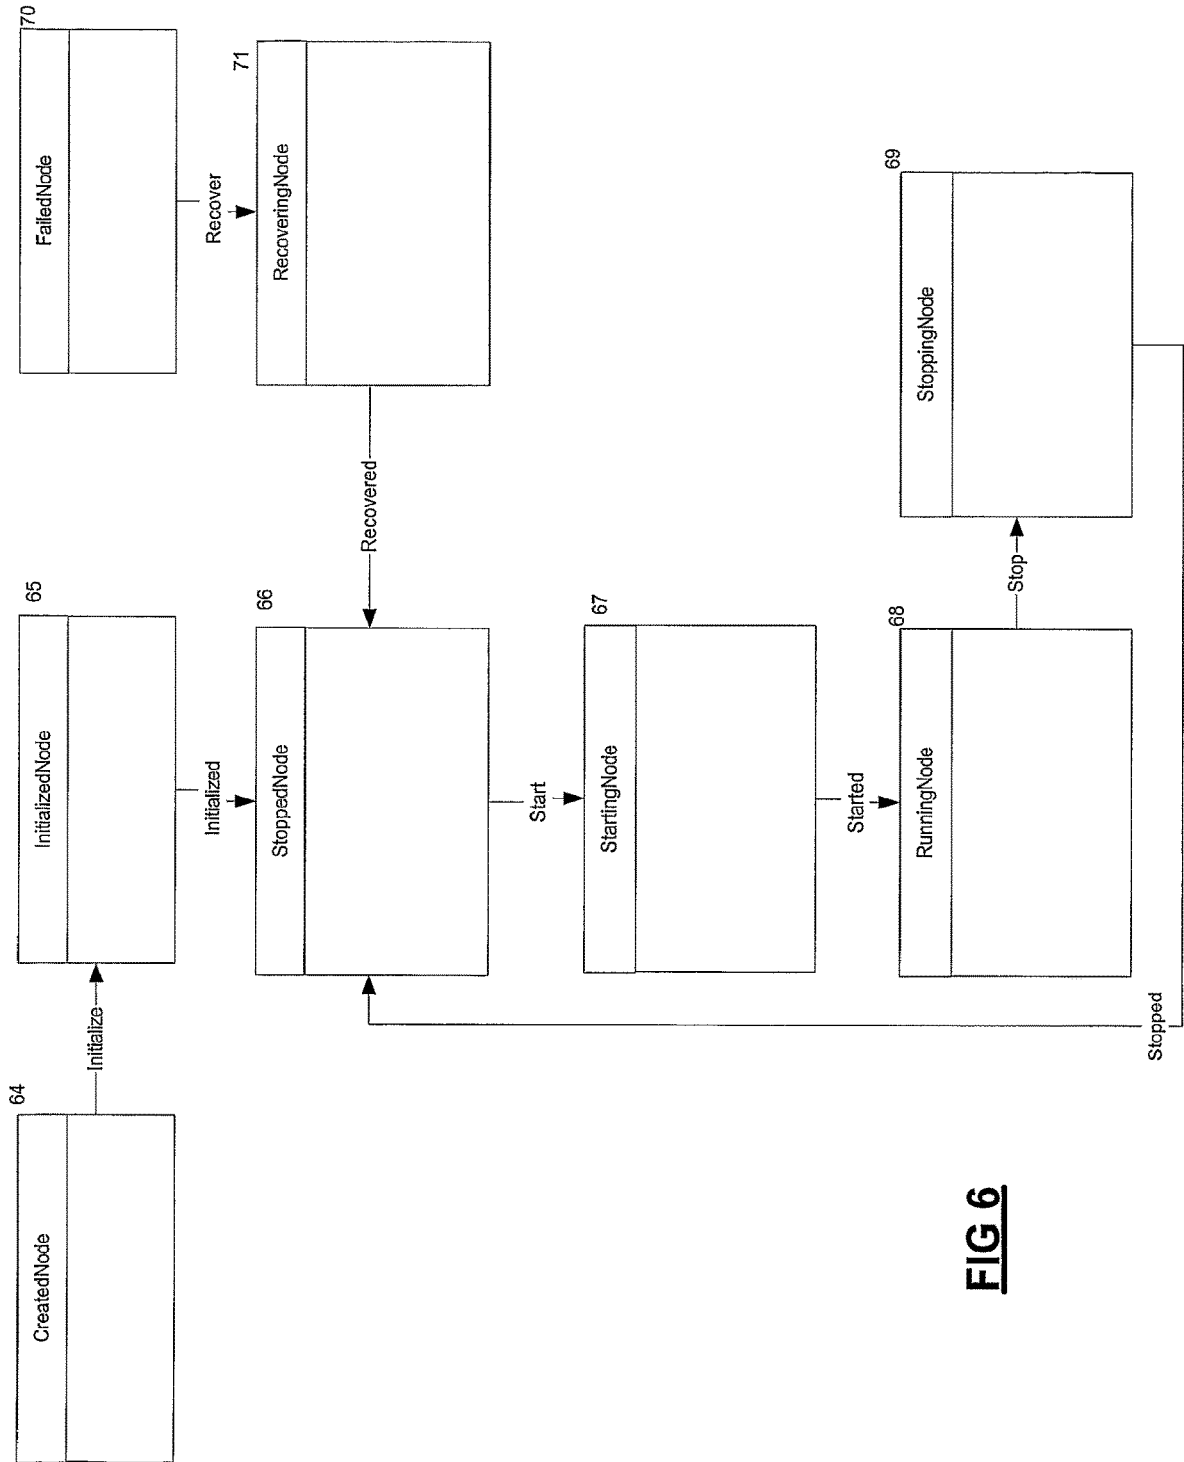 64
CreatedNode
Initialize
65
InitializedNode
Initialized
70
FailedNode
Recover
71
RecoveringNode
Recovered
66
StoppedNode
Start
67
StartingNode
Started
68
RunningNode
Stop
69
StoppingNode
Stopped
FIG 6